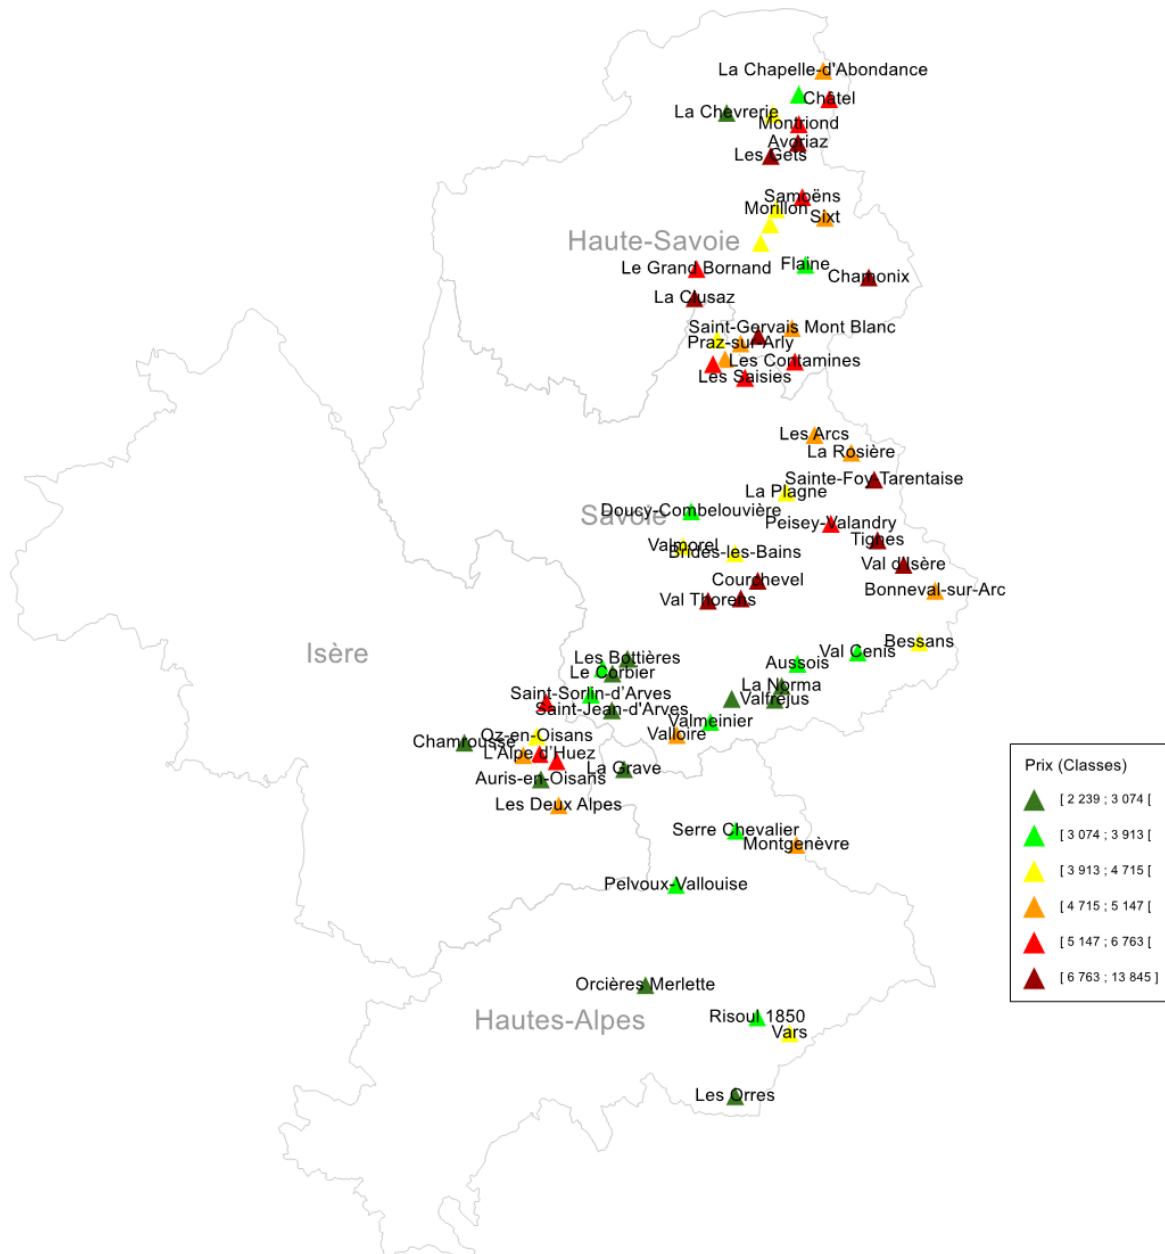 La Chapelle-d'Abondance
Châtel
La Chevrerie
Montriond
Avoriaz
Les Gets
Samoëns
Morillon
Sixt
Haute-Savoie
Flaine
Le Grand Bornand
Chamonix
La Clusaz
Saint-Gervais Mont Blanc
Praz-sur-Arly
Les Contamines
Les Saisies
Les Arcs
La Rosière
Sainte-Foy-Tarentaise
La Plagne
Doucy-Combelouvière
Savoie
Peisey-Valandry
Tignes
Valmorel
Brides-les-Bains
Val d'Isère
Courchevel
Bonneval-sur-Arc
Val Thorens
Bessans
Isère
Val Cenis
Les Bottières
Aussois
Le Corbier
La Norma
Saint-Sorlin-d'Arves
Valfrejus
Saint-Jean-d'Arves
Valmeinier
Valloire
Oz-en-Oisans
Chamrousse
L'Alpe d'Huez
La Grave
Auris-en-Oisans
Les Deux Alpes
Prix (Classes)
[ 2 239 ; 3 074 [
[ 3 074 ; 3 913 [
[ 3 913 ; 4 715 [
[ 4 715 ; 5 147 [
[ 5 147 ; 6 763 [
[ 6 763 ; 13 845 ]
Serre Chevalier
Montgenèvre
Pelvoux-Vallouise
Orcières Merlette
Hautes-Alpes
Risoul 1850
Vars
Les Orres